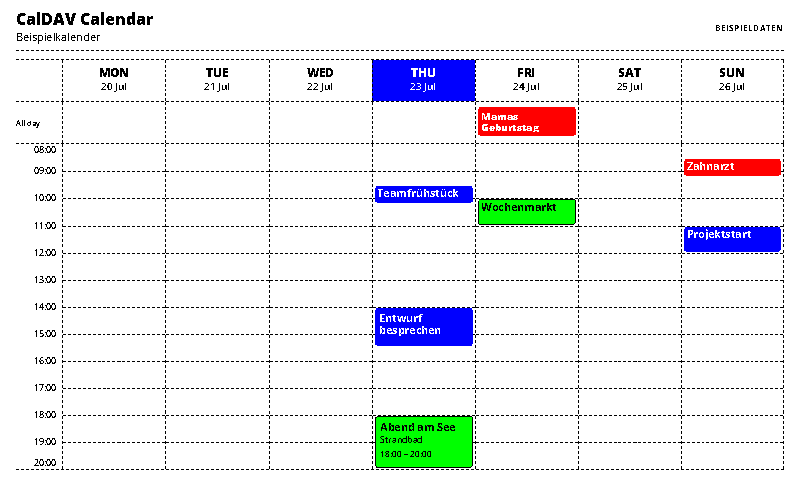 CalDAV Calendar
Beispielkalender
BEISPIELDATEN
MON TUE WED THU FRI SAT SUN
20 Jul 21 Jul 22 Jul 23 Jul 24 Jul 25 Jul 26 Jul
All day
Mamas
Geburtstag
08:00
09:00
Zahnarzt
Teamfrühstück
10:00
Wochenmarkt
11:00
Projektstart
12:00
13:00
14:00
Entwurf
besprechen
15:00
16:00
17:00
18:00
Abend am See
Strandbad
19:00
18:00 – 20:00
20:00